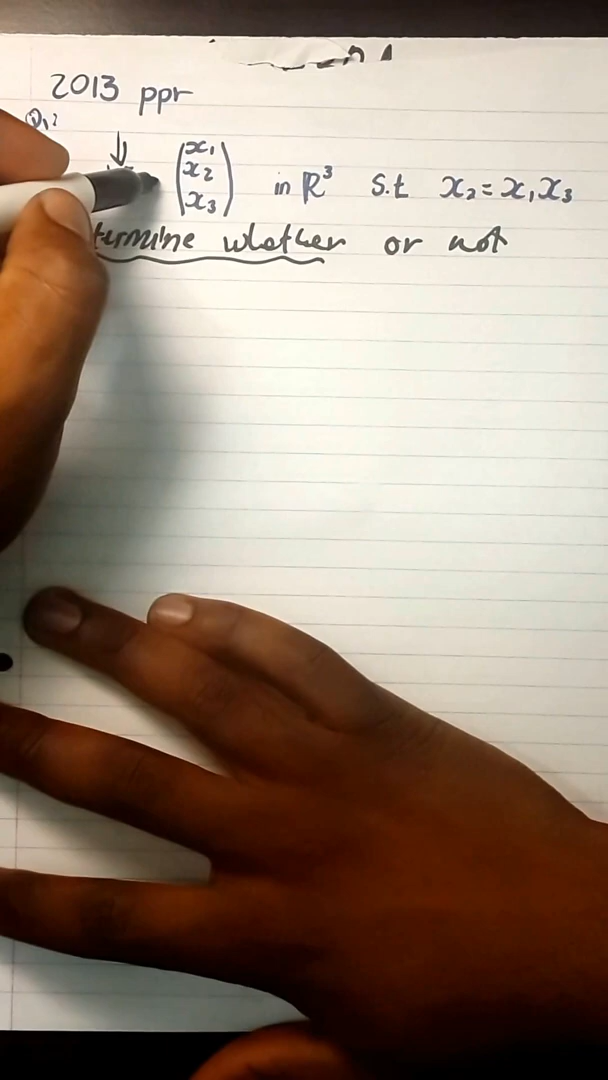 2013 ppr
x₁
x₂
x₃
in ℝ³ s.t x₂ = x₁x₃
termine whether or not